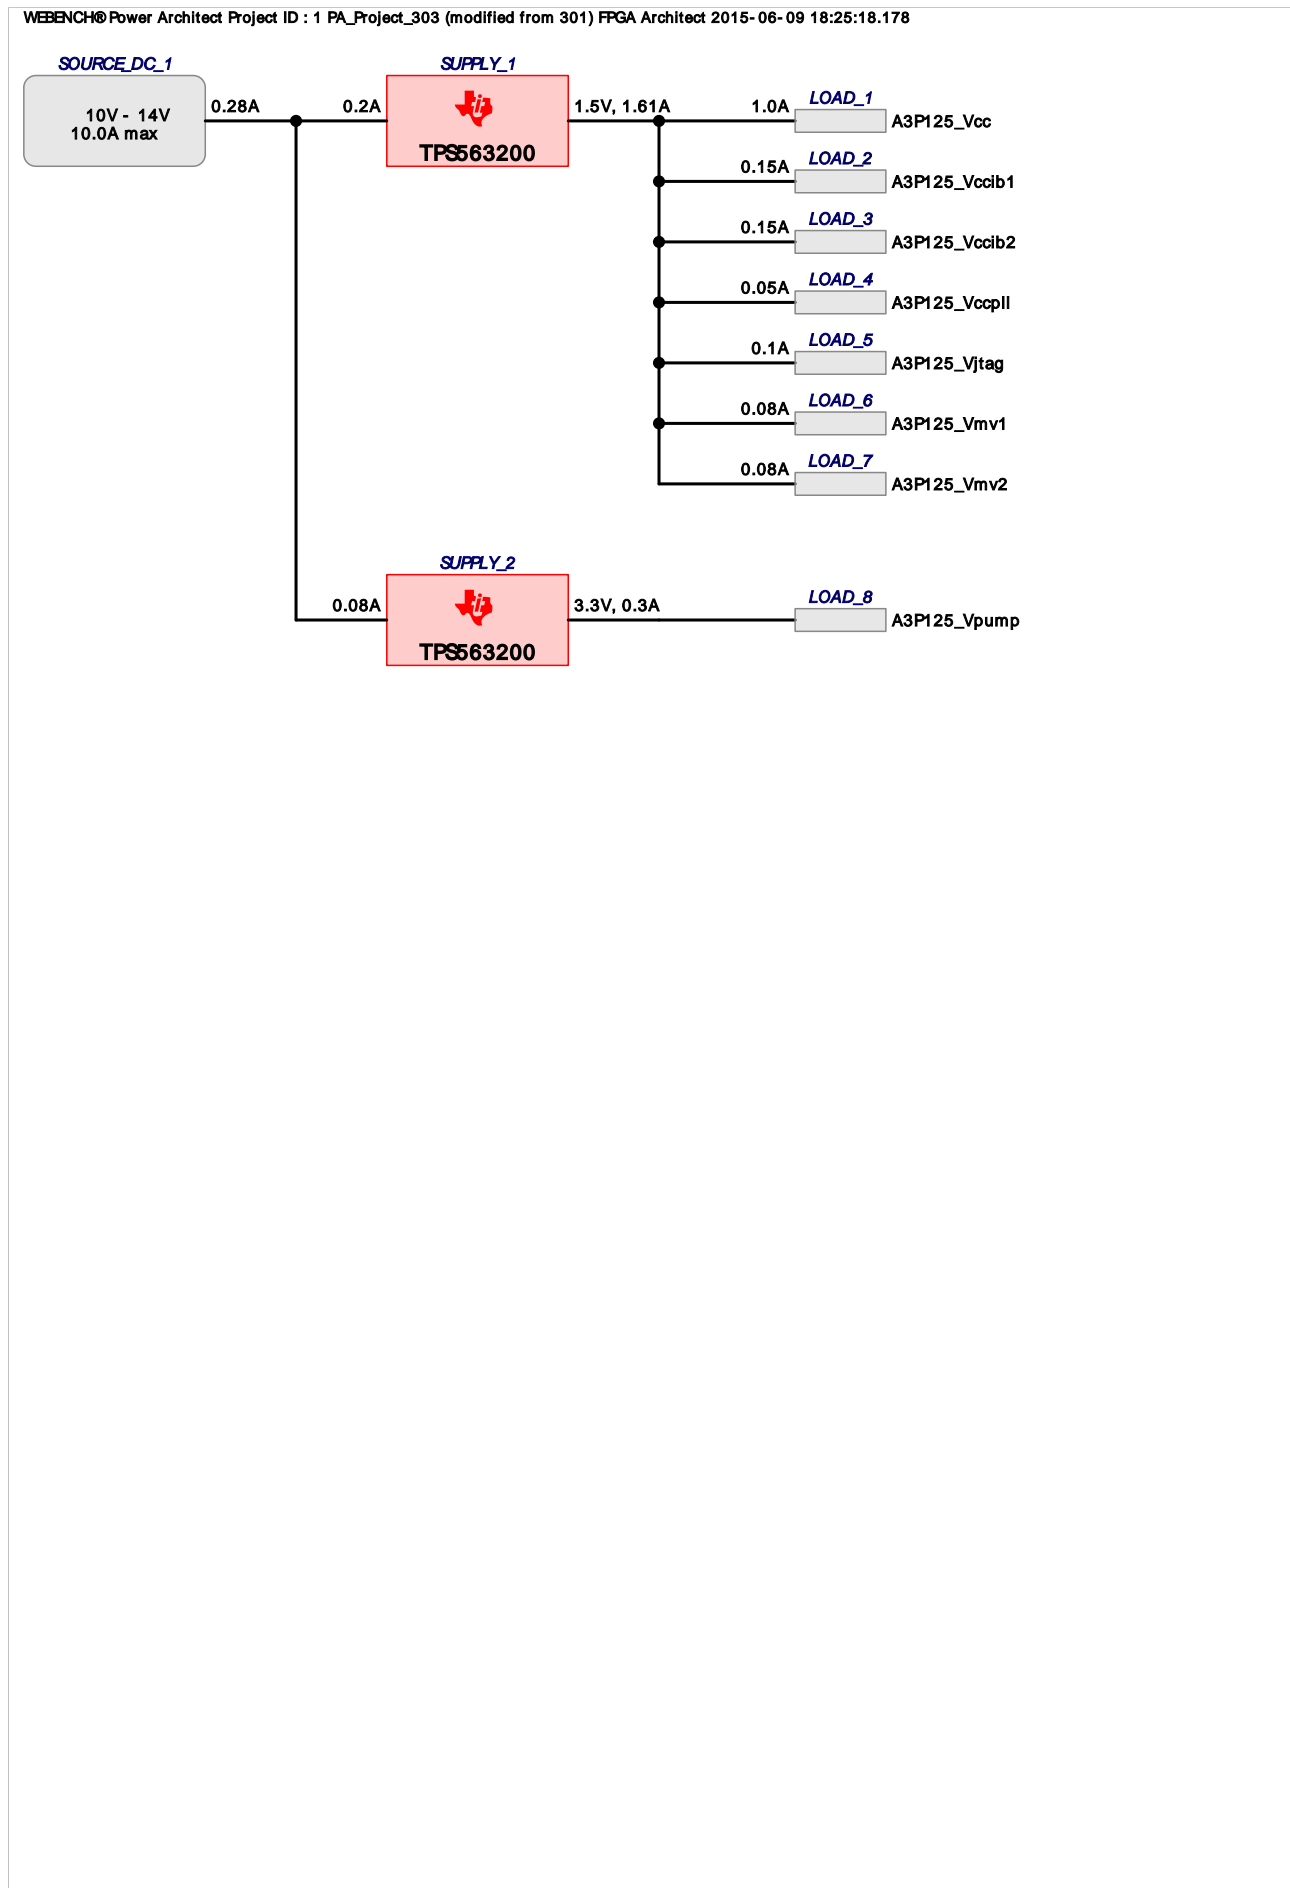 WEBENCH® Power Architect Project ID : 1 PA_Project_303 (modified from 301) FPGA Architect 2015-06-09 18:25:18.178
SOURCE_DC_1
10V - 14V
10.0A max
0.28A
0.2A
SUPPLY_1
TPS563200
1.5V, 1.61A
1.0A
LOAD_1
A3P125_Vcc
0.15A
LOAD_2
A3P125_Vccib1
0.15A
LOAD_3
A3P125_Vccib2
0.05A
LOAD_4
A3P125_Vccpll
0.1A
LOAD_5
A3P125_Vjtag
0.08A
LOAD_6
A3P125_Vmv1
0.08A
LOAD_7
A3P125_Vmv2
0.08A
SUPPLY_2
TPS563200
3.3V, 0.3A
LOAD_8
A3P125_Vpump